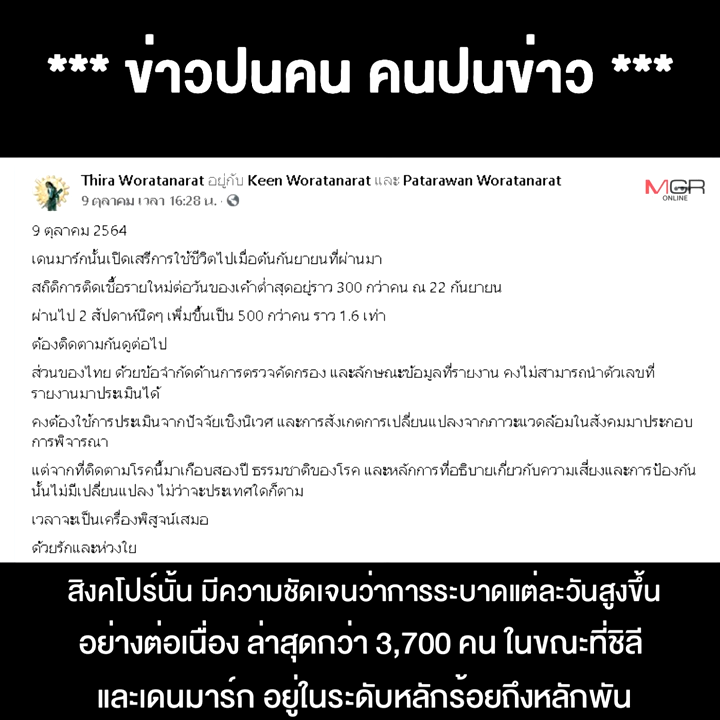 *** ข่าวปนคน คนปนข่าว ***
Thira Woratanarat อยู่กับ Keen Woratanarat และ Patarawan Woratanarat
9 ตุลาคม เวลา 16:28 น. ·
MGR
ONLINE
9 ตุลาคม 2564
เดนมาร์กนั้นเปิดเสรีการใช้ชีวิตไปเมื่อต้นกันยายนที่ผ่านมา
สถิติการติดเชื้อรายใหม่ต่อวันของเค้าต่ำสุดอยู่ราว 300 กว่าคน ณ 22 กันยายน
ผ่านไป 2 สัปดาห์นิดๆ เพิ่มขึ้นเป็น 500 กว่าคน ราว 1.6 เท่า
ต้องติดตามกันดูต่อไป
ส่วนของไทย ด้วยข้อจำกัดด้านการตรวจคัดกรอง และลักษณะข้อมูลที่รายงาน คงไม่สามารถนำตัวเลขที่
รายงานมาประเมินได้
คงต้องใช้การประเมินจากปัจจัยเชิงนิเวศ และการสังเกตการเปลี่ยนแปลงจากภาวะแวดล้อมในสังคมมาประกอบ
การพิจารณา
แต่จากที่ติดตามโรคนี้มาเกือบสองปี ธรรมชาติของโรค และหลักการที่อธิบายเกี่ยวกับความเสี่ยงและการป้องกัน
นั้นไม่มีเปลี่ยนแปลง ไม่ว่าจะประเทศใดก็ตาม
เวลาจะเป็นเครื่องพิสูจน์เสมอ
ด้วยรักและห่วงใย
สิงคโปร์นั้น มีความชัดเจนว่าการระบาดแต่ละวันสูงขึ้น
อย่างต่อเนื่อง ล่าสุดกว่า 3,700 คน ในขณะที่ชิลี
และเดนมาร์ก อยู่ในระดับหลักร้อยถึงหลักพัน